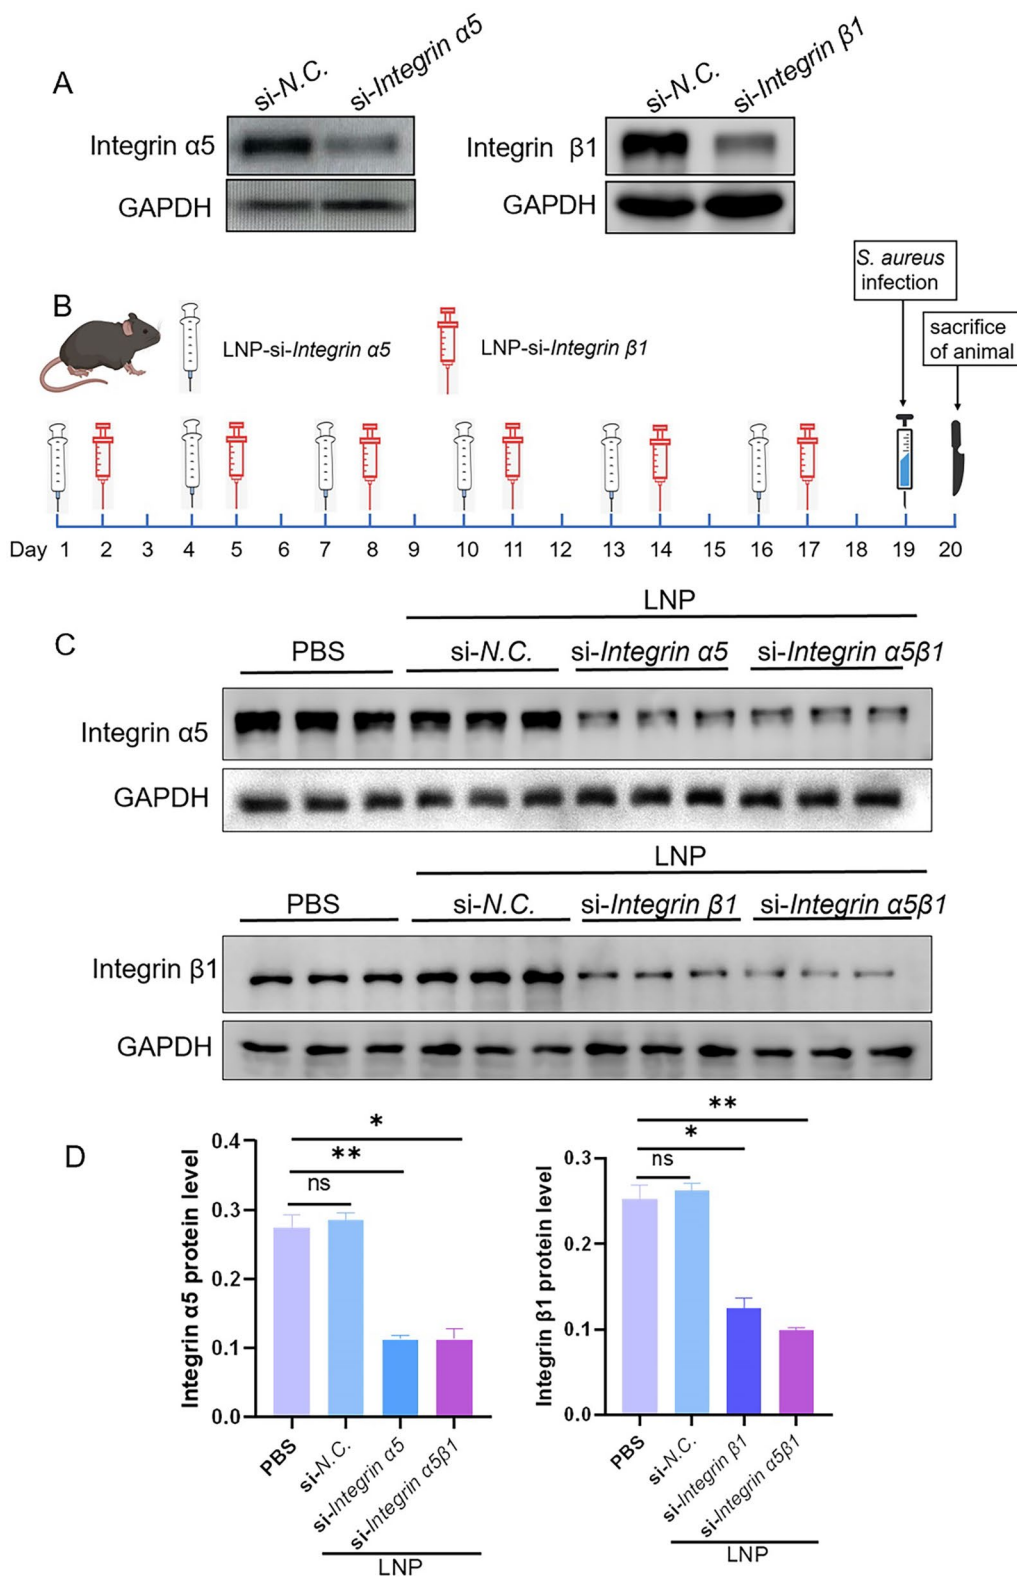 A
si-N.C.
si-Integrin α5
si-N.C.
si-Integrin β1
Integrin α5
GAPDH
Integrin β1
GAPDH
B
LNP-si-Integrin α5
LNP-si-Integrin β1
S. aureus
infection
sacrifice
of animal
Day 1 2 3 4 5 6 7 8 9 10 11 12 13 14 15 16 17 18 19 20
C
LNP
PBS
si-N.C.
si-Integrin α5
si-Integrin α5β1
Integrin α5
GAPDH
LNP
PBS
si-N.C.
si-Integrin β1
si-Integrin α5β1
Integrin β1
GAPDH
D
Integrin α5 protein level
0.4
0.3
0.2
0.1
0.0
*
**
ns
PBS
si-N.C.
si-Integrin α5
si-Integrin α5β1
LNP
Integrin β1 protein level
0.3
0.2
0.1
0.0
**
*
ns
PBS
si-N.C.
si-Integrin β1
si-Integrin α5β1
LNP